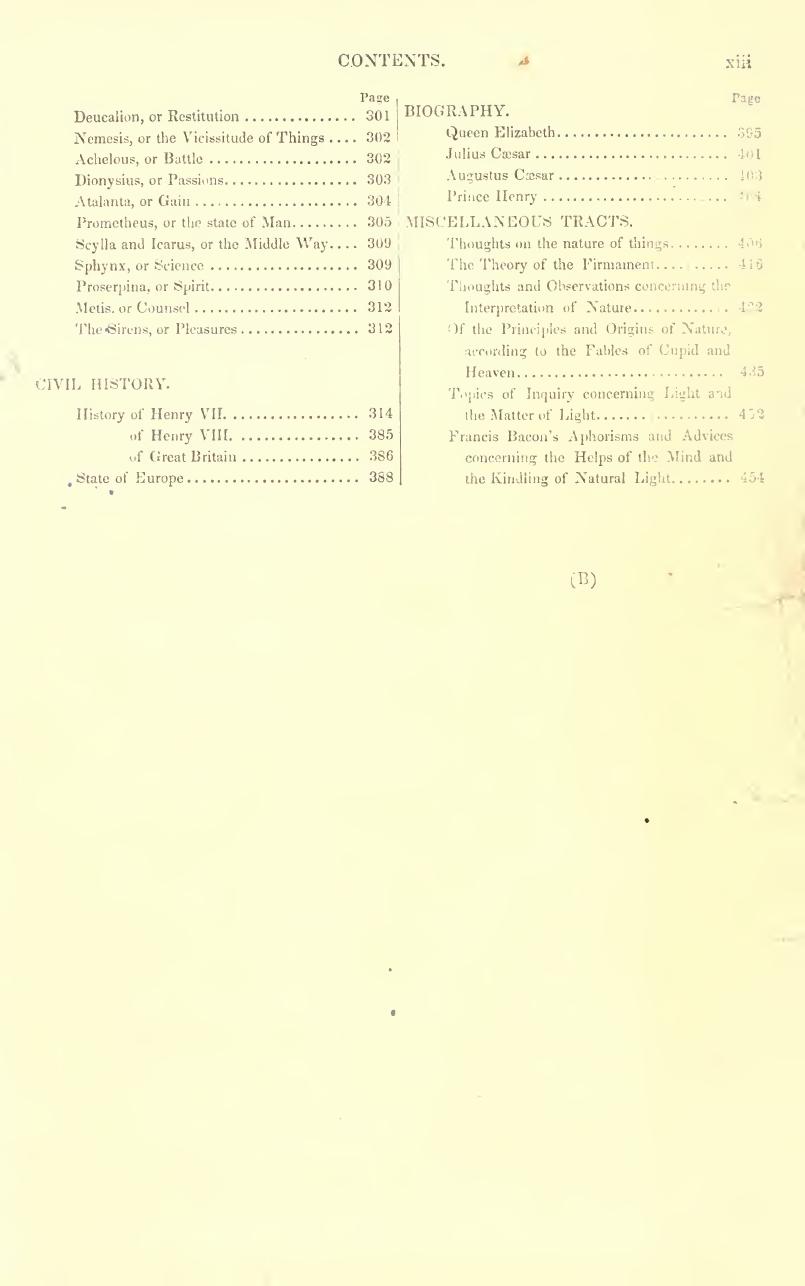 CONTENTS. xiii
Page
Deucalion, or Restitution ............... 301
Nemesis, or the Vicissitude of Things .... 302
Achelous, or Battle ................... 302
Dionysius, or Passions.................. 303
Atalanta, or Gain ...................... 304
Prometheus, or the state of Man......... 305
Scylla and Icarus, or the Middle Way.... 309
Sphynx, or Science .................... 309
Proserpina, or Spirit.................... 310
Metis. or Counsel ...................... 312
The Sirens, or Pleasures ................ 312
CIVIL HISTORY.
History of Henry VII. ................. 314
of Henry VIII. ................ 385
of Great Britain ................ 386
State of Europe ........................ 388
Page
BIOGRAPHY.
Queen Elizabeth........................ 395
Julius Cæsar .......................... 401
Augustus Cæsar ....................... 403
Prince Henry .........................
MISCELLANEOUS TRACTS.
Thoughts on the nature of things........
The Theory of the Firmament.......... 416
Thoughts and Observations concerning the
Interpretation of Nature.............
Of the Principles and Origins of Nature,
according to the Fables of Cupid and
Heaven............................ 435
Topics of Inquiry concerning Light and
the Matter of Light..................
Francis Bacon's Aphorisms and Advices
concerning the Helps of the Mind and
the Kindling of Natural Light........ 454
(B)